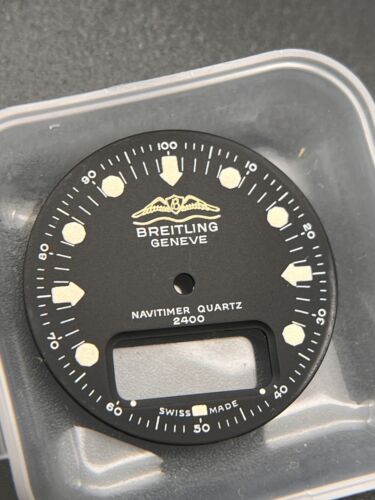 100
10
20
30
40
50
60
70
80
90
B
BREITLING
GENEVE
NAVITIMER QUARTZ
2400
SWISS MADE